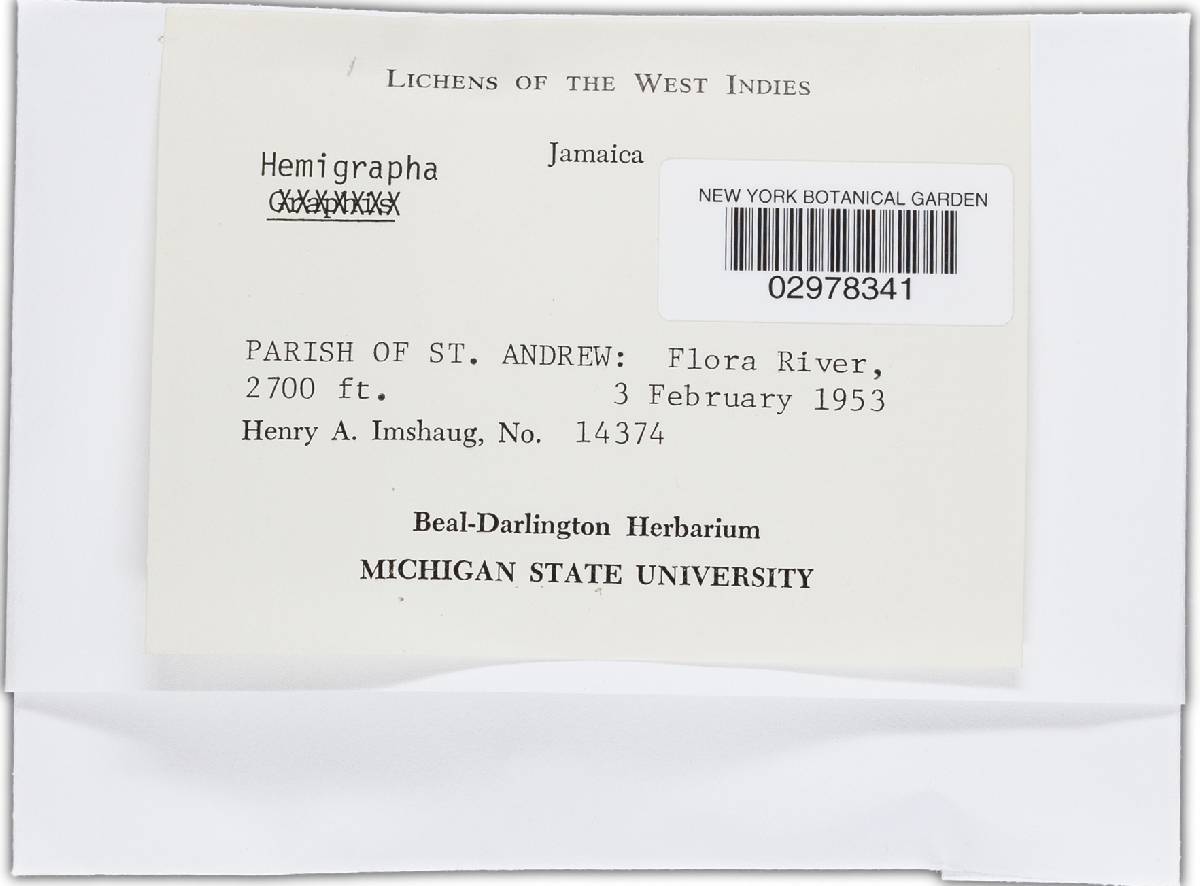 LICHENS OF THE WEST INDIES
Jamaica
Hemigrapha
Graphis
NEW YORK BOTANICAL GARDEN
02978341
PARISH OF ST. ANDREW: Flora River,
2700 ft. 3 February 1953
Henry A. Imshaug, No. 14374
Beal-Darlington Herbarium
MICHIGAN STATE UNIVERSITY